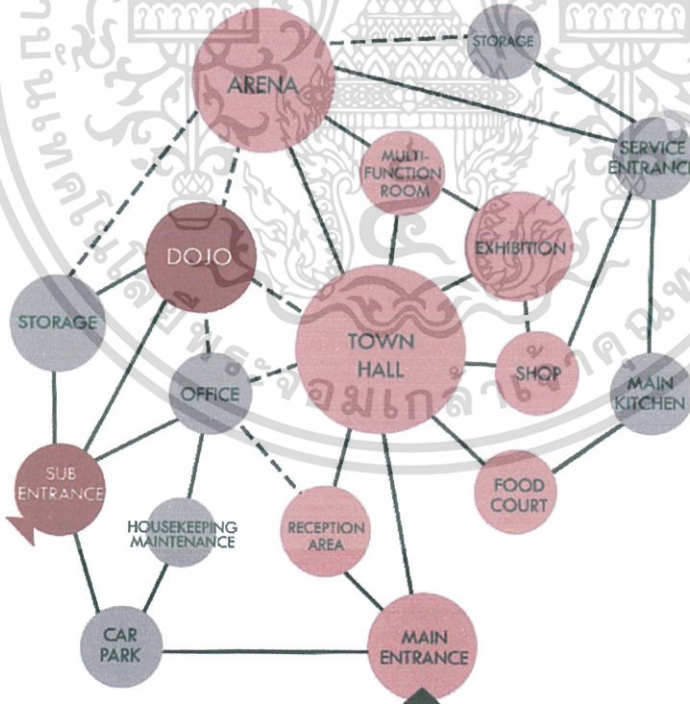 ARENA
STORAGE
MULTI-
FUNCTION
ROOM
SERVICE
ENTRANCE
DOJO
EXHIBITION
STORAGE
TOWN
HALL
OFFICE
SHOP
MAIN
KITCHEN
SUB
ENTRANCE
FOOD
COURT
HOUSEKEEPING
MAINTENANCE
RECEPTION
AREA
CAR
PARK
MAIN
ENTRANCE